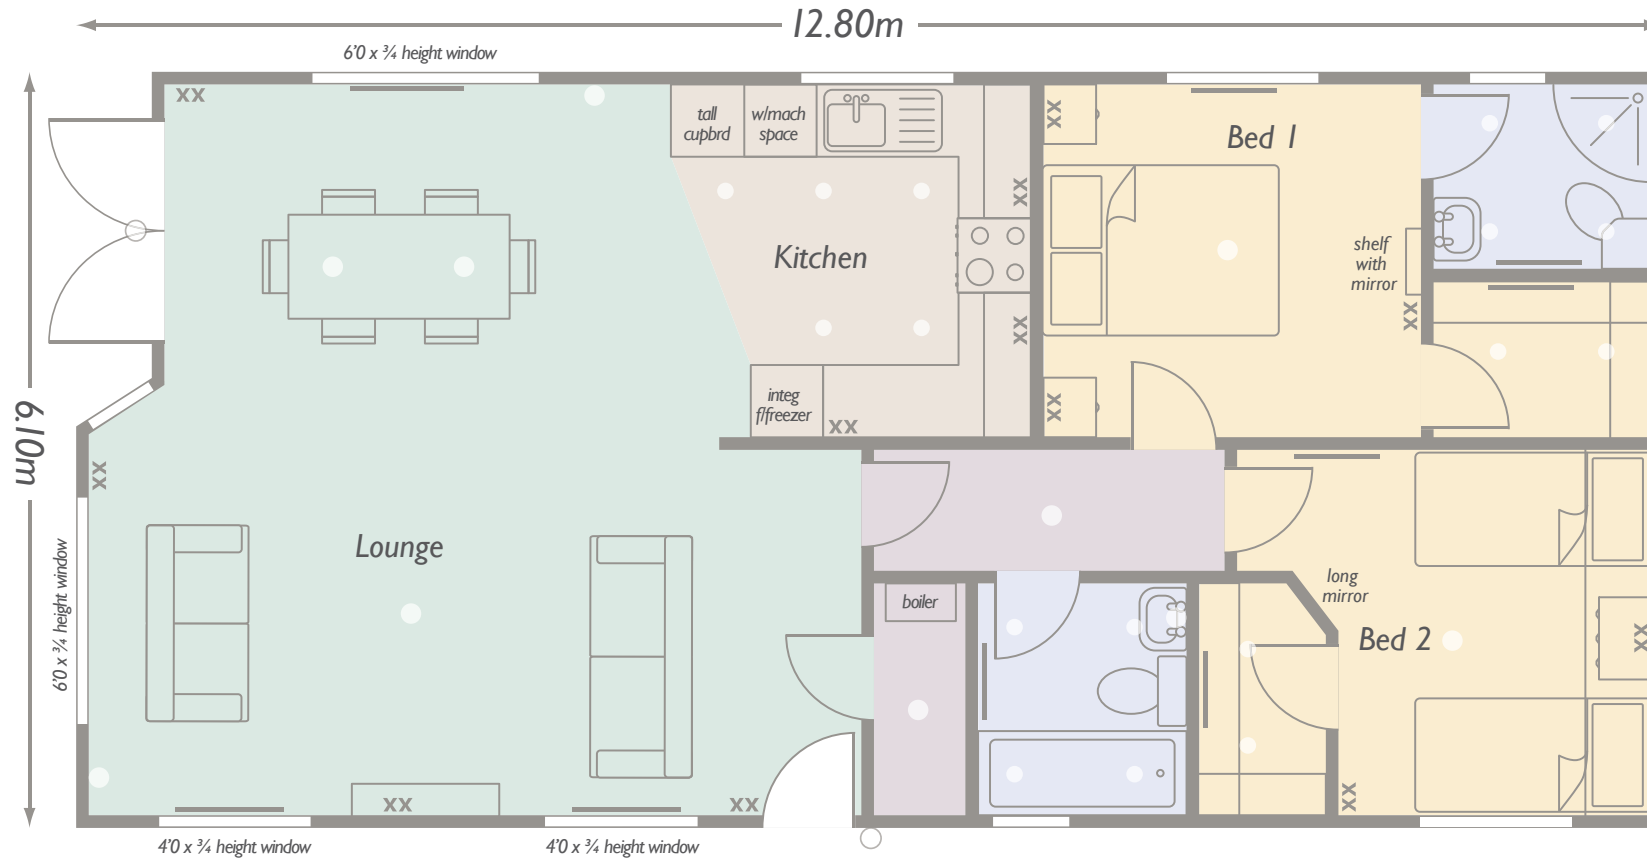 12.80m
6'0 x ¾ height window
XX
tall
cupbrd
w/mach
space
XX
Bed 1
XX
Kitchen
shelf
with
mirror
XX
XX
6.10m
integ
f/freezer
XX
XX
XX
Lounge
6'0 x ¾ height window
boiler
long
mirror
Bed 2
XX
XX
XX
XX
4'0 x ¾ height window
4'0 x ¾ height window